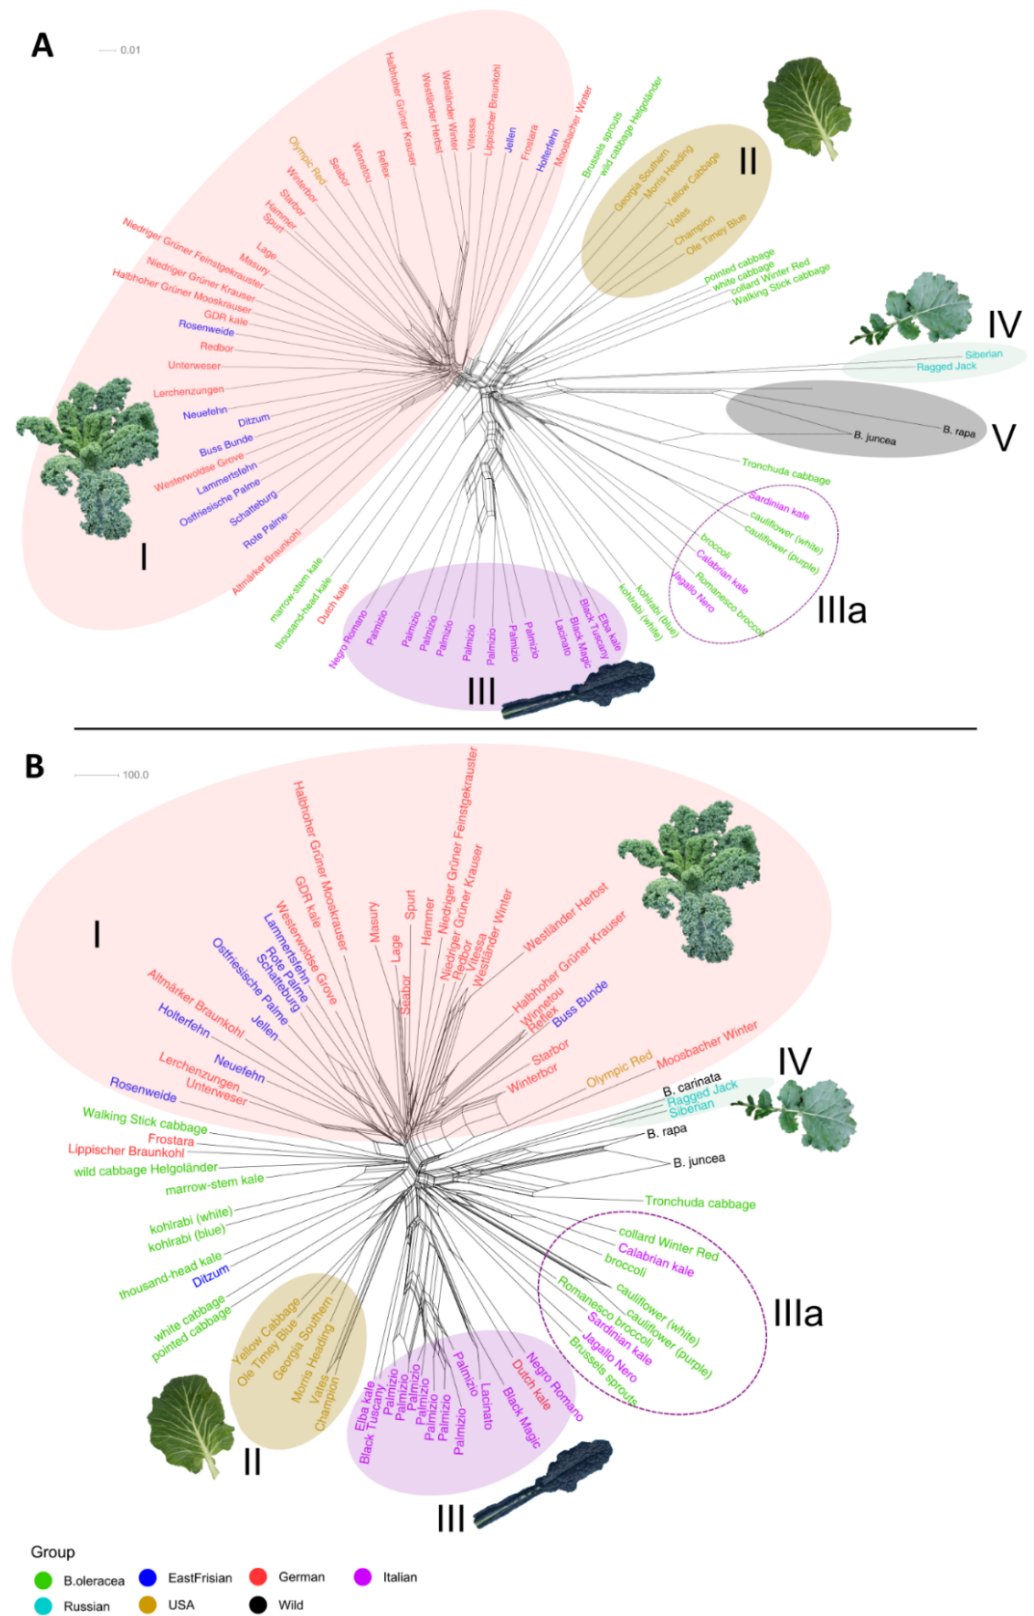 A
0.01
Halbhoher Grüner Krauser
Westländer Herbst
Westländer Winter
Vitessa
Lippischer Braunkohl
Jellen
Frostara
Holterfehn
Moosbacher Winter
Brussels sprouts
wild cabbage Helgoländer
Olympic Red
Seabor
Winnetou
Reflex
Winterbor
Starbor
Hammer
Spurt
Lage
Masury
Niedriger Grüner Feinstgekrauster
Niedriger Grüner Krauser
Halbhoher Grüner Mooskrauser
GDR kale
Rosenweide
Redbor
Unterweser
Lerchenzungen
Neuefehn
Ditzum
Buss Bunde
Westerwoldse Grove
Lammertsfehn
Ostfriesische Palme
Schatteburg
Rote Palme
Altmärker Braunkohl
I
II
Georgia Southern
Morris Heading
Yellow Cabbage
Vates
Champion
Ole Timey Blue
pointed cabbage
white cabbage
collard Winter Red
Walking Stick cabbage
IV
Siberian
Ragged Jack
V
B. rapa
B. juncea
Tronchuda cabbage
Sardinian kale
cauliflower (white)
cauliflower (purple)
broccoli
Calabrian kale
Romanesco broccoli
Jagallo Nero
IIIa
marrow-stem kale
thousand-head kale
Dutch kale
Negro Romano
Palmizio
Palmizio
Palmizio
Palmizio
Palmizio
Palmizio
Palmizio
Palmizio
Lacinato
Black Magic
Black Tuscany
Elba kale
kohlrabi (white)
kohlrabi (blue)
III
B
100.0
I
Halbhoher Grüner Mooskrauser
GDR kale
Westerwoldse Grove
Lammertsfehn
Rote Palme
Schatteburg
Ostfriesische Palme
Jellen
Altmärker Braunkohl
Holterfehn
Neuefehn
Lerchenzungen
Unterweser
Rosenweide
Masury
Lage
Seabor
Spurt
Hammer
Niedriger Grüner Feinstgekrauster
Niedriger Grüner Krauser
Redbor
Vitessa
Westländer Winter
Westländer Herbst
Halbhoher Grüner Krauser
Winnetou
Reflex
Buss Bunde
Starbor
Winterbor
Olympic Red
Moosbacher Winter
IV
B. carinata
Ragged Jack
Siberian
B. rapa
B. juncea
Tronchuda cabbage
Walking Stick cabbage
Frostara
Lippischer Braunkohl
wild cabbage Helgoländer
marrow-stem kale
kohlrabi (white)
kohlrabi (blue)
thousand-head kale
Ditzum
white cabbage
pointed cabbage
Yellow Cabbage
Ole Timey Blue
Georgia Southern
Morris Heading
Vates
Champion
II
Elba kale
Black Tuscany
Palmizio
Palmizio
Palmizio
Palmizio
Palmizio
Palmizio
Palmizio
Palmizio
Lacinato
Black Magic
Dutch kale
Negro Romano
III
collard Winter Red
Calabrian kale
broccoli
cauliflower (white)
cauliflower (purple)
Romanesco broccoli
Sardinian kale
Jagallo Nero
Brussels sprouts
IIIa
Group
B.oleracea
EastFrisian
German
Italian
Russian
USA
Wild